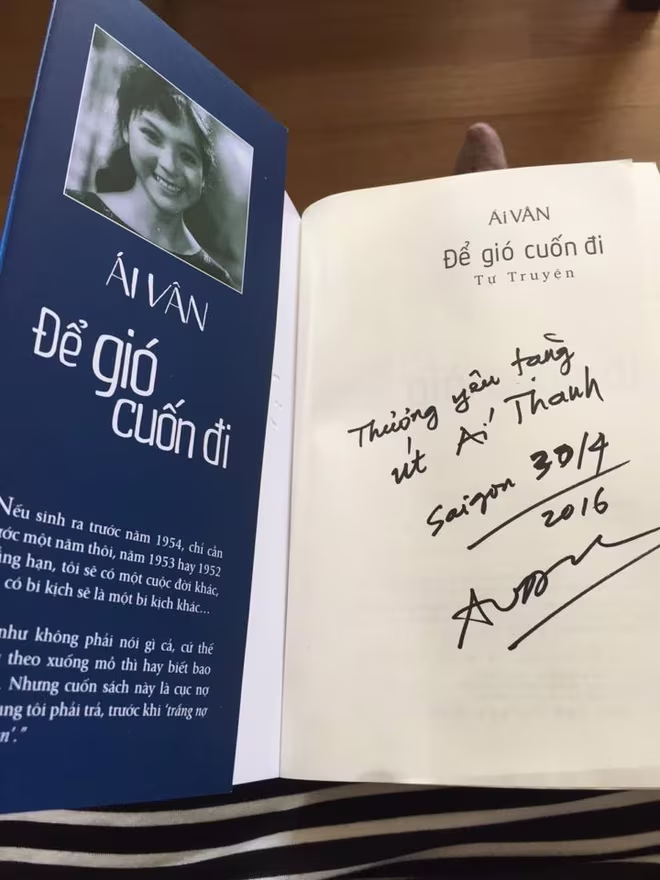 ÁI VÂN
Để gió
cuốn đi
Nếu sinh ra trước năm 1954, chỉ cần
ước một năm thôi, năm 1953 hay 1952
ẳng hạn, tôi sẽ có một cuộc đời khác,
có bi kịch sẽ là một bi kịch khác...
như không phải nói gì cả, cứ thế
theo xuống mỏ thì hay biết bao
. Nhưng cuốn sách này là cục nợ
ung tôi phải trả, trước khi 'trắng nợ
n'."
ÁI VÂN
Để gió cuốn đi
Tự Truyện
Thương yêu tặng
út Ái Thanh
Saigon 30/4
2016